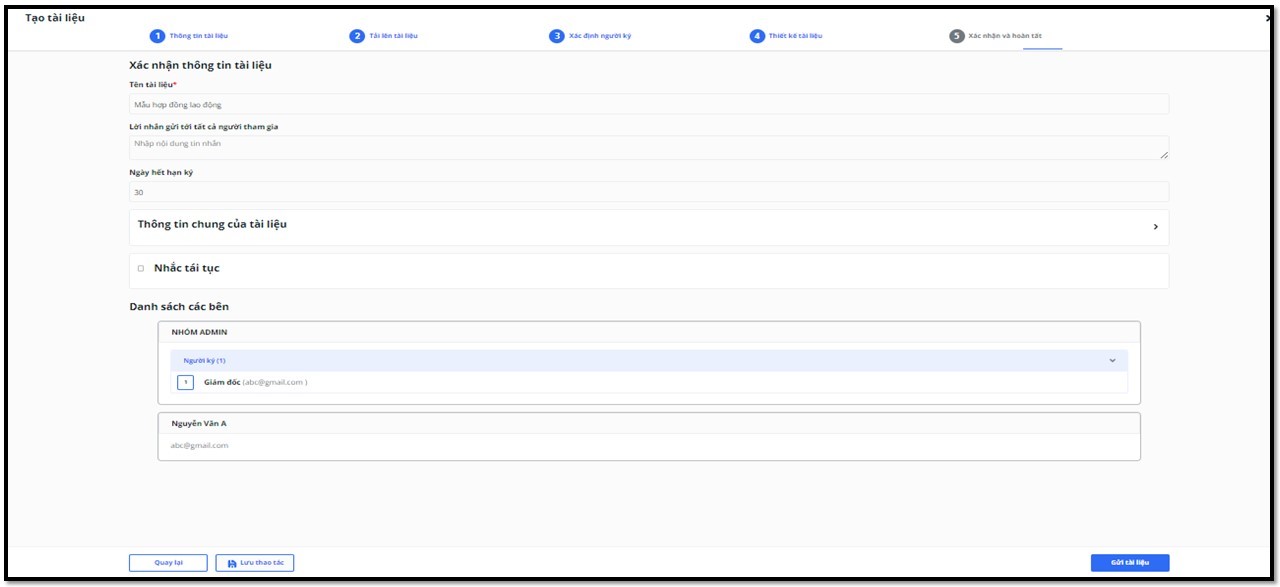 Tạo tài liệu
1 Thông tin tài liệu
2 Tải lên tài liệu
3 Xác định người ký
4 Thiết kế tài liệu
5 Xác nhận và hoàn tất
Xác nhận thông tin tài liệu
Tên tài liệu*
Mẫu hợp đồng lao động
Lời nhắn gửi tới tất cả người tham gia
Nhập nội dung tin nhắn
Ngày hết hạn ký
30
Thông tin chung của tài liệu
Nhắc tái tục
Danh sách các bên
NHÓM ADMIN
Người ký (1)
1 Giám đốc (abc@gmail.com )
Nguyễn Văn A
abc@gmail.com
Quay lại
Lưu thao tác
Gửi tài liệu